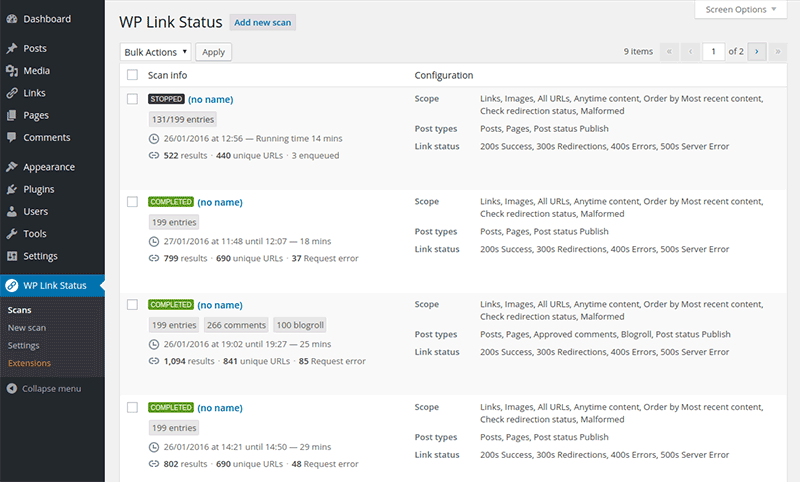 Screen Options ▼
Dashboard
Posts
Media
Links
Pages
Comments
Appearance
Plugins
Users
Tools
Settings
WP Link Status
Scans
New scan
Settings
Extensions
Collapse menu
WP Link Status Add new scan
Bulk Actions ▼ Apply
9 items « ‹ 1 of 2 › »
Scan info Configuration
STOPPED (no name)
131/199 entries
26/01/2016 at 12:56 — Running time 14 mins
522 results · 440 unique URLs · 3 enqueued
Scope Links, Images, All URLs, Anytime content, Order by Most recent content,
Check redirection status, Malformed
Post types Posts, Pages, Post status Publish
Link status 200s Success, 300s Redirections, 400s Errors, 500s Server Error
COMPLETED (no name)
199 entries
27/01/2016 at 11:48 until 12:07 — 18 mins
799 results · 690 unique URLs · 37 Request error
Scope Links, Images, All URLs, Anytime content, Order by Most recent content,
Check redirection status, Malformed
Post types Posts, Pages, Post status Publish
Link status 200s Success, 300s Redirections, 400s Errors, 500s Server Error
COMPLETED (no name)
199 entries 266 comments 100 blogroll
26/01/2016 at 19:02 until 19:27 — 25 mins
1,094 results · 841 unique URLs · 85 Request error
Scope Links, Images, All URLs, Anytime content, Order by Most recent content,
Check redirection status, Malformed
Post types Posts, Pages, Approved comments, Blogroll, Post status Publish
Link status 200s Success, 300s Redirections, 400s Errors, 500s Server Error
COMPLETED (no name)
199 entries
26/01/2016 at 14:21 until 14:50 — 29 mins
802 results · 690 unique URLs · 48 Request error
Scope Links, Images, All URLs, Anytime content, Order by Most recent content,
Check redirection status, Malformed
Post types Posts, Pages, Post status Publish
Link status 200s Success, 300s Redirections, 400s Errors, 500s Server Error